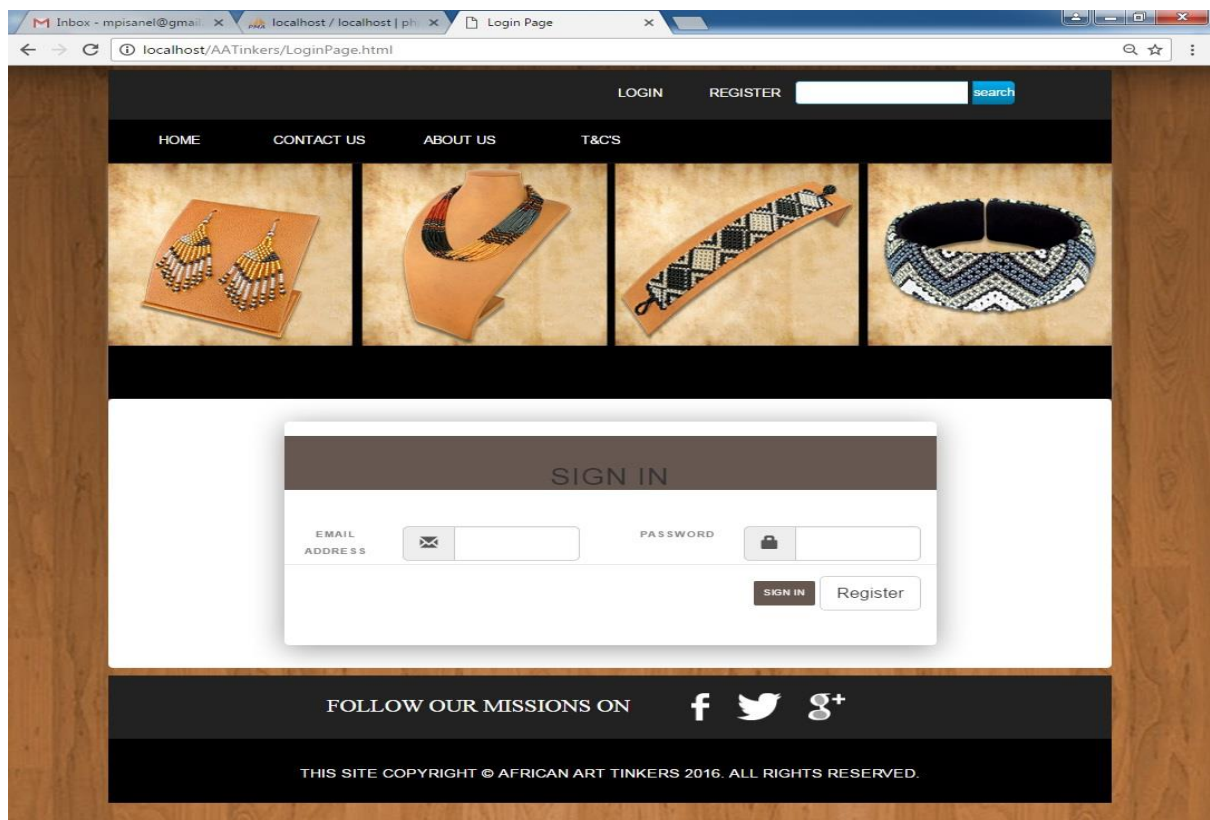 Inbox - mpisanel@gmail.
localhost / localhost | ph
Login Page
localhost/AATinkers/LoginPage.html
LOGIN REGISTER search
HOME CONTACT US ABOUT US T&C'S
SIGN IN
EMAIL
ADDRESS
PASSWORD
SIGN IN Register
FOLLOW OUR MISSIONS ON f g+
THIS SITE COPYRIGHT © AFRICAN ART TINKERS 2016. ALL RIGHTS RESERVED.